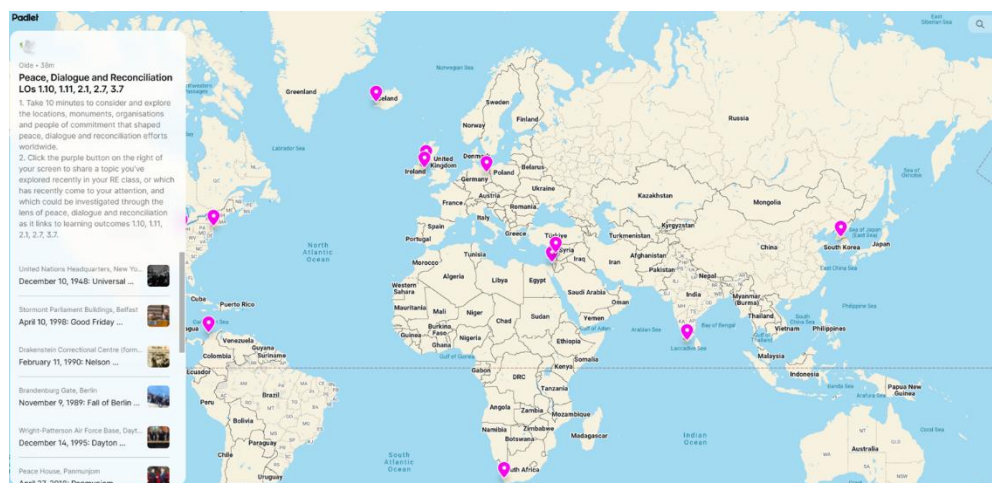 Padlet
Oide • 38m
Peace, Dialogue and Reconciliation
LOs 1.10, 1.11, 2.1, 2.7, 3.7
1. Take 10 minutes to consider and explore
the locations, monuments, organisations
and people of commitment that shaped
peace, dialogue and reconciliation efforts
worldwide.
2. Click the purple button on the right of
your screen to share a topic you've
explored recently in your RE class, or which
has recently come to your attention, and
which could be investigated through the
lens of peace, dialogue and reconciliation
as it links to learning outcomes 1.10, 1.11,
2.1, 2.7, 3.7.
United Nations Headquarters, New Yo...
December 10, 1948: Universal ...
Stormont Parliament Buildings, Belfast
April 10, 1998: Good Friday ...
Drakenstein Correctional Centre (form...
February 11, 1990: Nelson ...
Brandenburg Gate, Berlin
November 9, 1989: Fall of Berlin ...
Wright-Patterson Air Force Base, Dayt...
December 14, 1995: Dayton ...
Peace House, Panmunjom
East
Siberian Sea
Greenland
Norwegian Sea
Sweden
Finland
Norway
Russia
Labrador Sea
United
Kingdom
Ireland
Poland
Belarus
Germany
Ukraine
Austria
France
Romania
Italy
Spain
Portugal
Greece
Türkiye
Kazakhstan
Mongolia
Kyrgyzstan
Turkmenistan
Sea of
Okhotsk
Sea of Japan
(East Sea)
South Korea
Japan
China
North
Atlantic
Ocean
Tunisia
Morocco
Algeria
Libya
Egypt
Iraq
Iran
Afghanistan
Pakistan
Nepal
India
Myanmar
(Burma)
East China Sea
Western
Sahara
Saudi Arabia
Oman
Mauritania
Mali
Niger
Chad
Sudan
Yemen
Gulf of Aden
Arabian Sea
Bay of Bengal
Thailand
Vietnam
Philippines
Philippine Sea
Cuba
Puerto Rico
Venezuela
Guyana
Suriname
Colombia
Ecuador
Burkina
Faso
Guinea
Ghana
Nigeria
Ethiopia
Somalia
Gulf of Guinea
Gabon
DRC
Kenya
Tanzania
Laccadive Sea
Malaysia
Indonesia
Papua New
Guinea
Banda Sea
Arafura Sea
Peru
Brazil
Bolivia
Paraguay
Chile
Uruguay
Angola
Zambia
Mozambique
Namibia
Zimbabwe
Botswana
Madagascar
South
Atlantic
Ocean
Indian
Ocean
Australia
Coral Sea